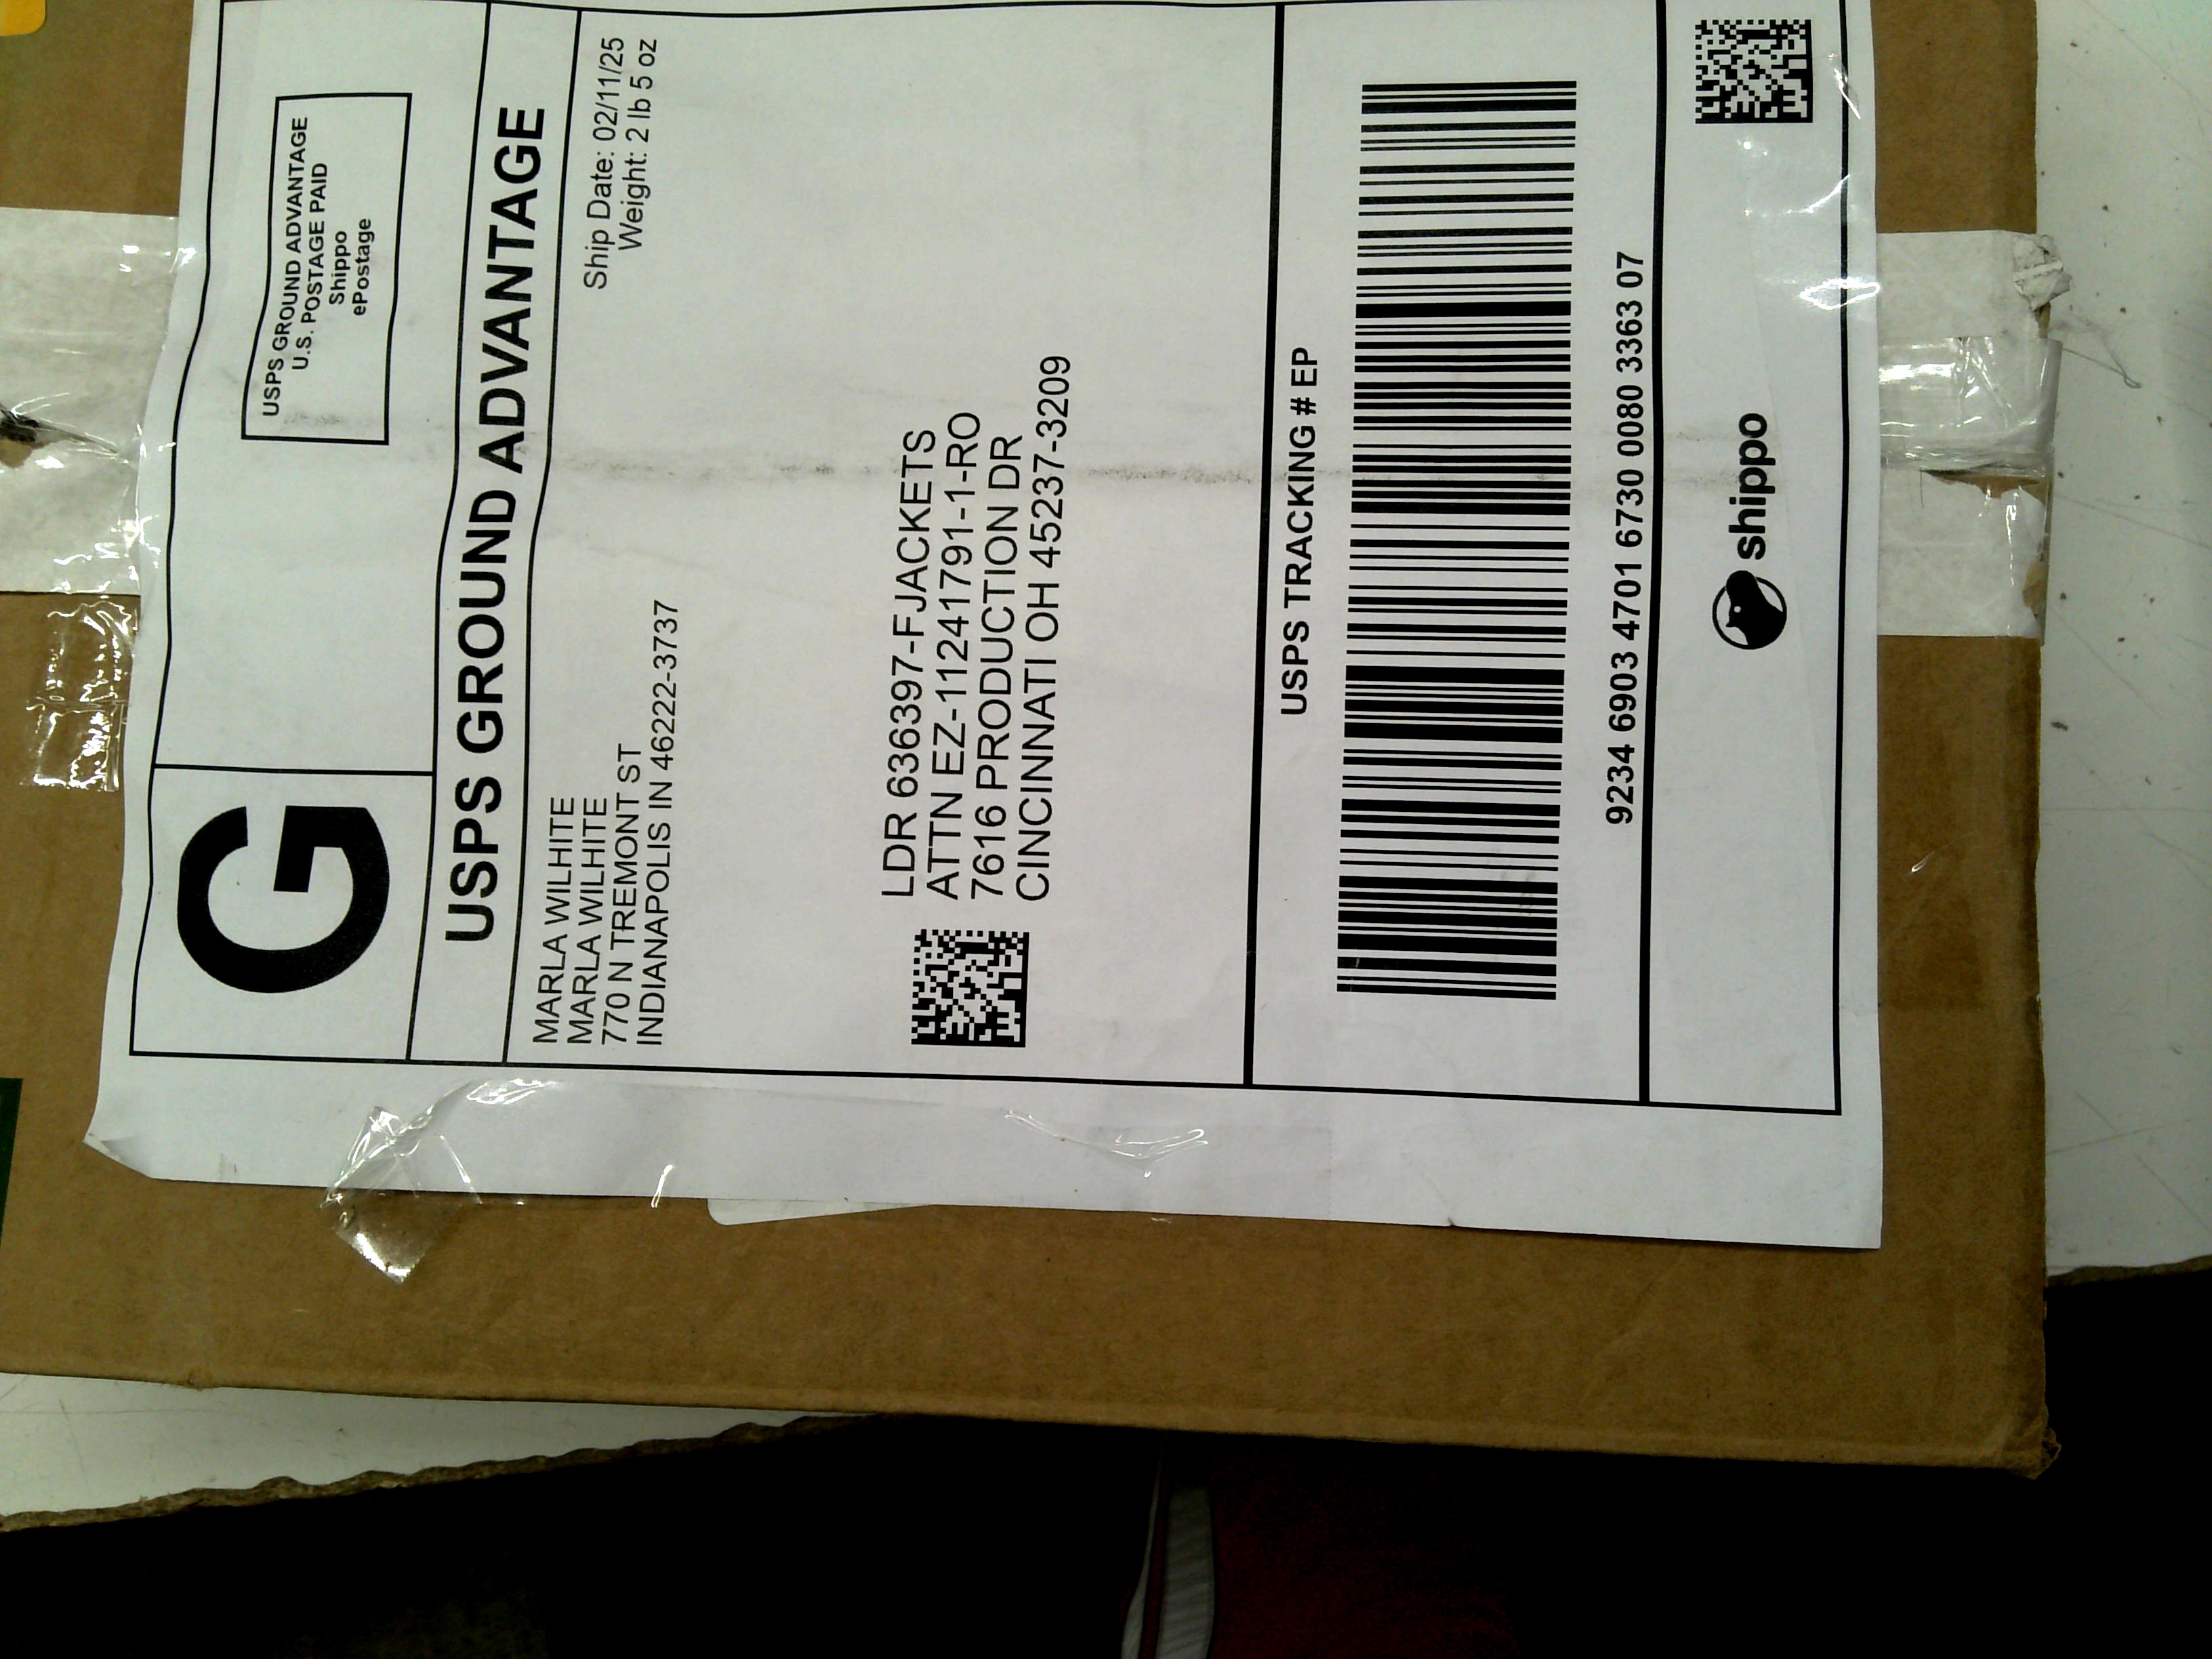 G
USPS GROUND ADVANTAGE
U.S. POSTAGE PAID
Shippo
ePostage
USPS GROUND ADVANTAGE
MARLA WILHITE
MARLA WILHITE
770 N TREMONT ST
INDIANAPOLIS IN 46222-3737
Ship Date: 02/11/25
Weight: 2 lb 5 oz
LDR 636397-FJACKETS
ATTN EZ-11241791-1-RO
7616 PRODUCTION DR
CINCINNATI OH 45237-3209
USPS TRACKING # EP
9234 6903 4701 6730 0080 3363 07
shippo